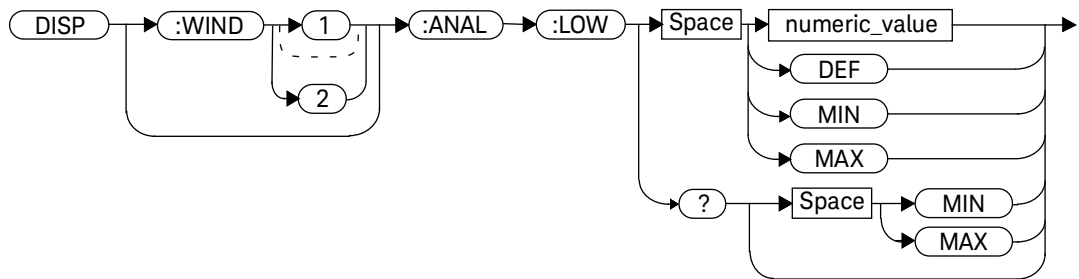 DISP :WIND 1 :ANAL :LOW Space numeric_value
DEF
2
MIN
MAX
? Space MIN
MAX